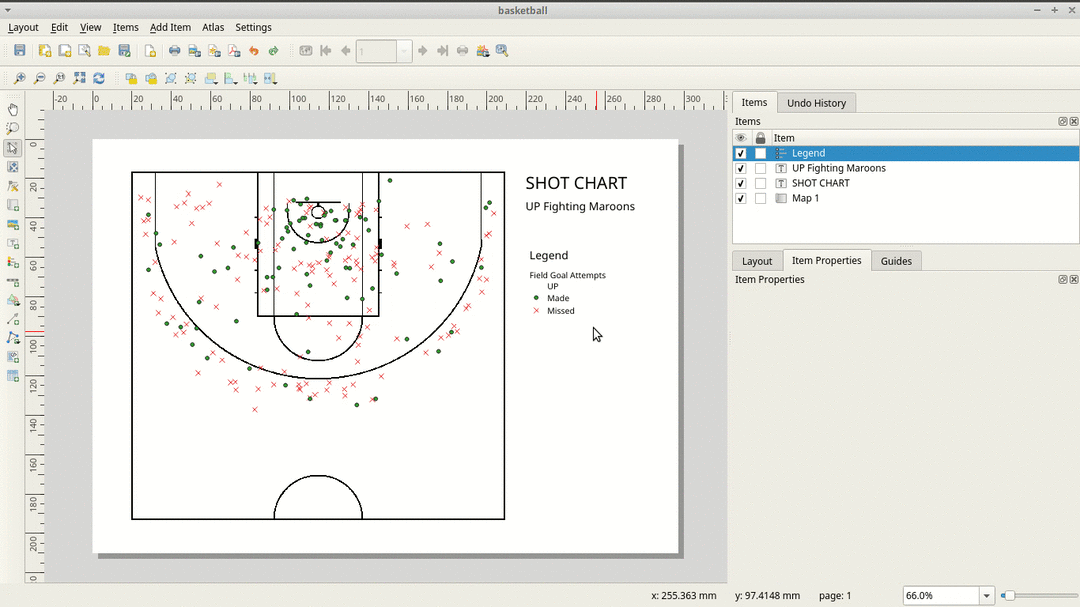 basketball
Layout Edit View Items Add Item Atlas Settings
1
-20 0 20 40 60 80 100 120 140 160 180 200 220 240 260 280 300
0
20
40
60
80
100
120
140
160
180
200
0
SHOT CHART
UP Fighting Maroons
Legend
Field Goal Attempts
UP
Made
Missed
Items Undo History
Items
Item
Legend
UP Fighting Maroons
SHOT CHART
Map 1
Layout Item Properties Guides
Item Properties
x: 255.363 mm y: 97.4148 mm page: 1 66.0%